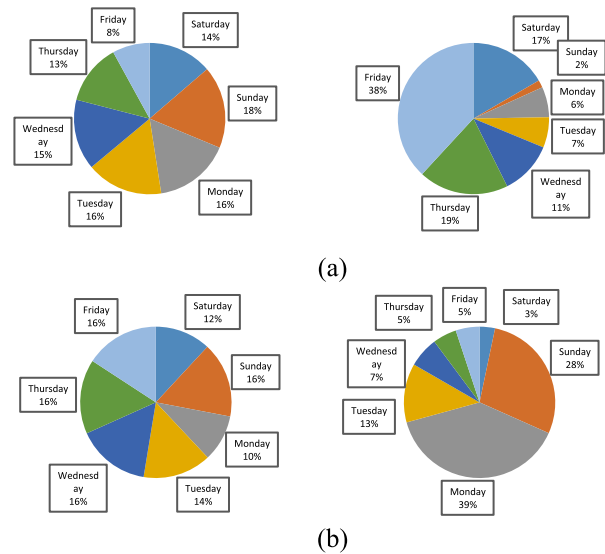 Friday
8%
Saturday
14%
Thursday
13%
Sunday
18%
Wednesd
ay
15%
Tuesday
16%
Monday
16%
Saturday
17%
Sunday
2%
Friday
38%
Monday
6%
Tuesday
7%
Wednesd
ay
11%
Thursday
19%
(a)
Friday
16%
Saturday
12%
Sunday
16%
Thursday
16%
Monday
10%
Wednesd
ay
16%
Tuesday
14%
Thursday
5%
Friday
5%
Saturday
3%
Wednesd
ay
7%
Sunday
28%
Tuesday
13%
Monday
39%
(b)